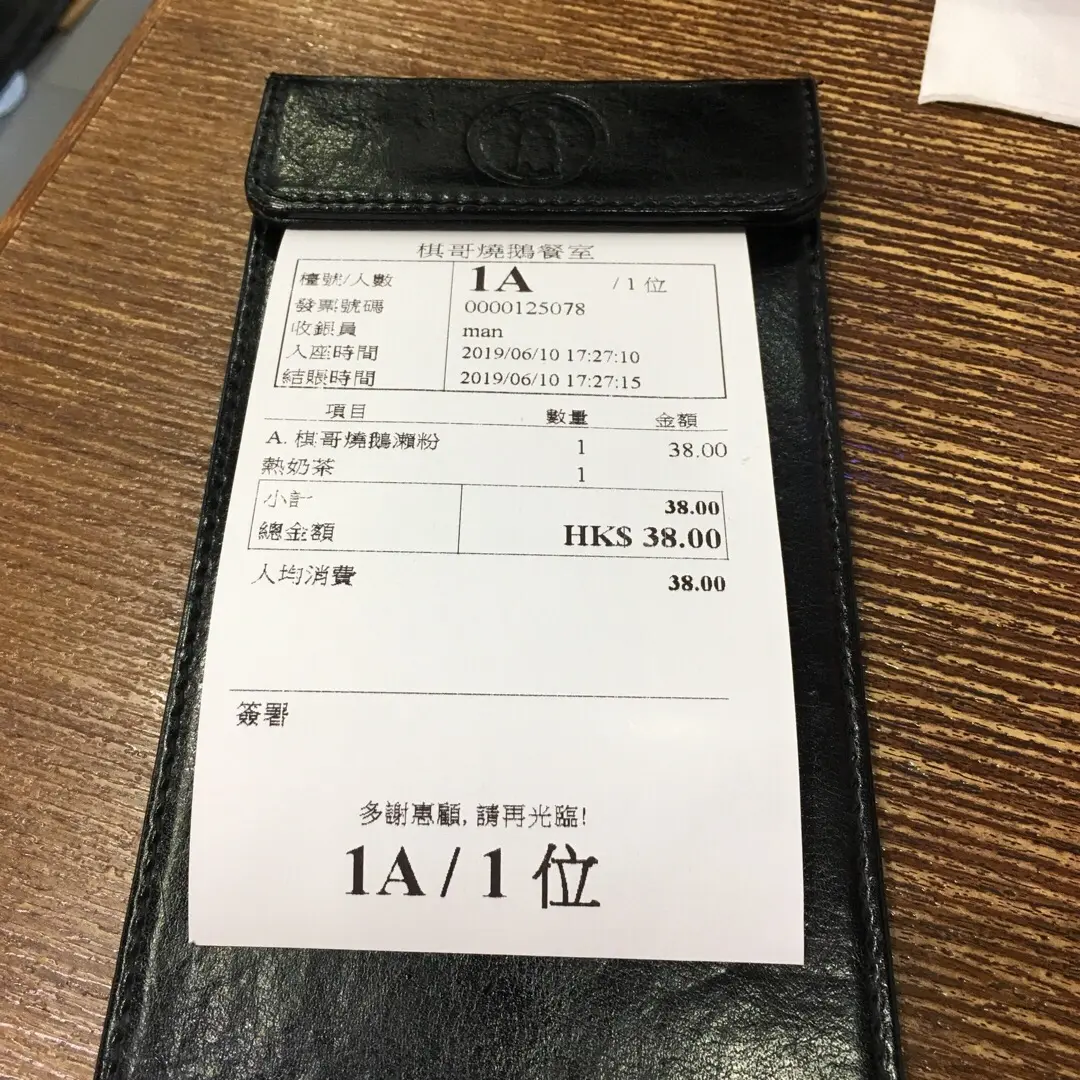 棋哥燒鵝餐室
檯號/人數 1A / 1 位
發票號碼 0000125078
收銀員 man
入座時間 2019/06/10 17:27:10
結賬時間 2019/06/10 17:27:15
項目 數量 金額
A. 棋哥燒鵝瀨粉 1 38.00
熱奶茶 1
小計 38.00
總金額 HK$ 38.00
人均消費 38.00
簽署
多謝惠顧, 請再光臨!
1A / 1 位